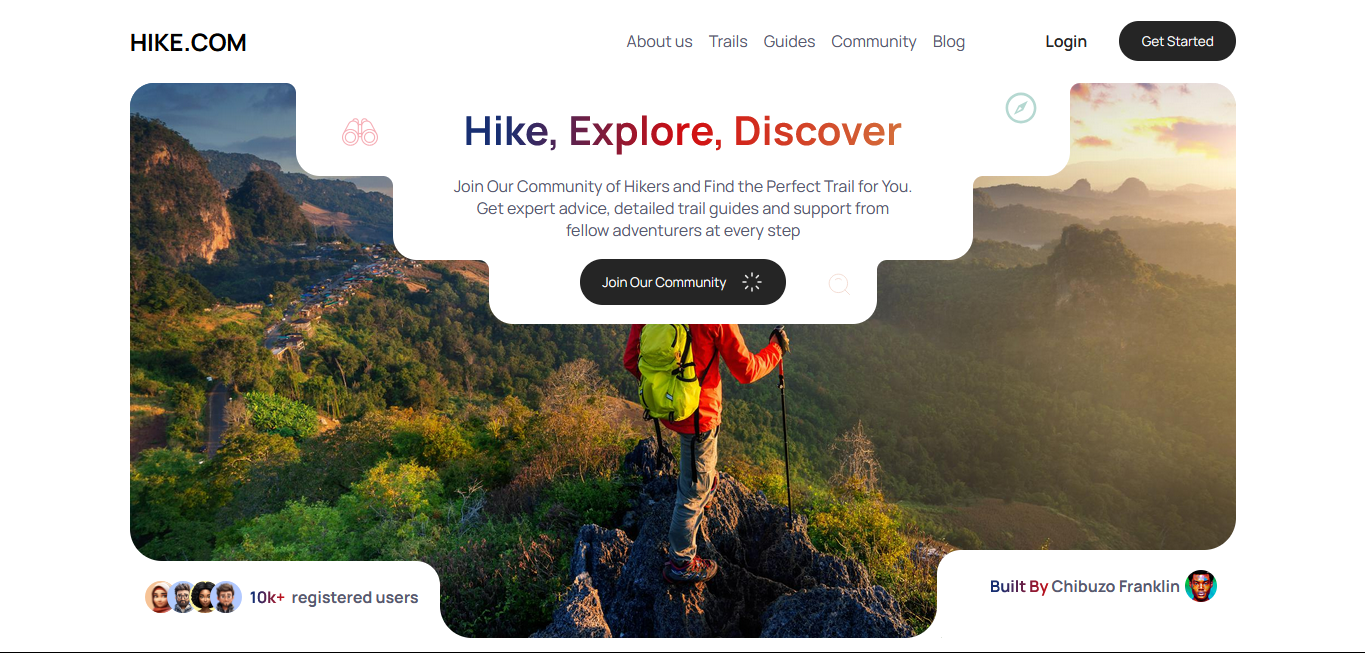 HIKE.COM
About us Trails Guides Community Blog Login Get Started
Hike, Explore, Discover
Join Our Community of Hikers and Find the Perfect Trail for You.
Get expert advice, detailed trail guides and support from
fellow adventurers at every step
Join Our Community
10k+ registered users
Built By Chibuzo Franklin